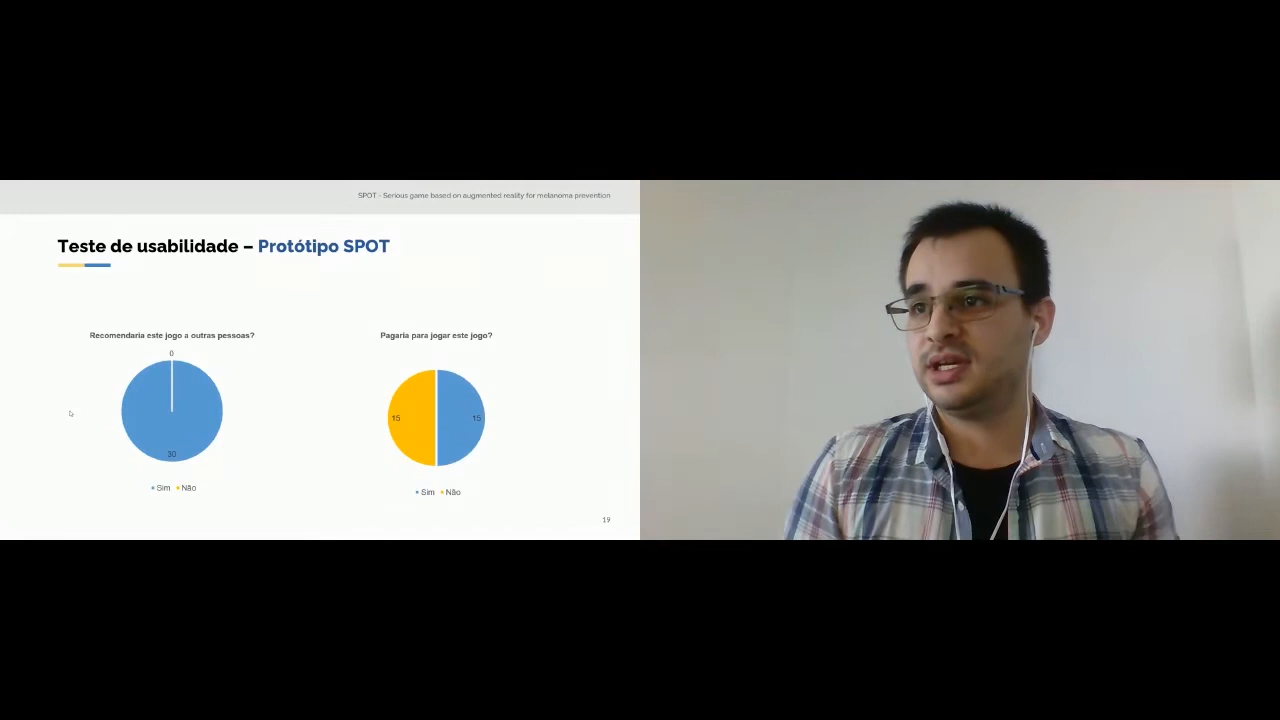 SPOT - Serious game based on augmented reality for melanoma prevention
Teste de usabilidade – Protótipo SPOT
Recomendaria este jogo a outras pessoas?
0
30
Sim Não
Pagaria para jogar este jogo?
15 15
Sim Não
19